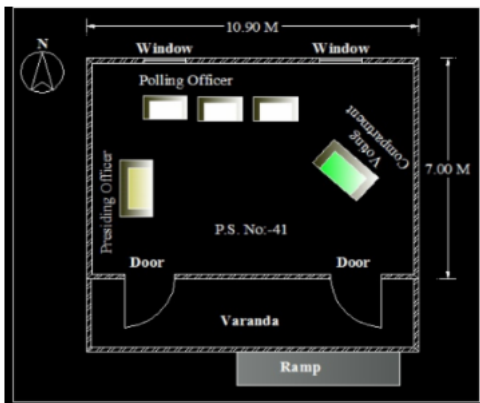 10.90 M
N
Window
Window
Polling Officer
Voting
Compartment
7.00 M
Presiding Officer
P.S. No:-41
Door
Door
Varanda
Ramp